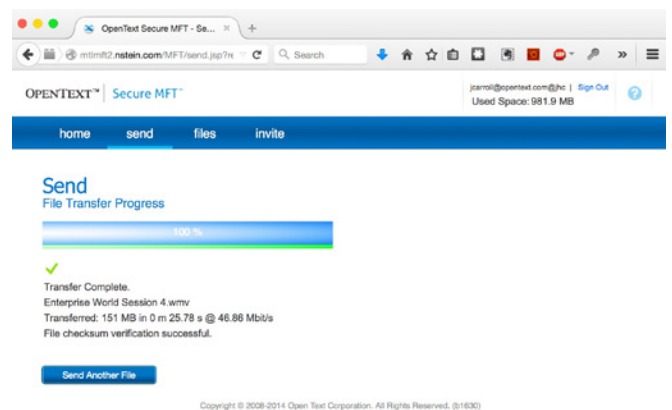 OpenText Secure MFT - Se... × +
mtlmft2.nstein.com/MFT/send.jsp?re Search
OPENTEXT™ Secure MFT™
jcarroll@opentext.com@jhc | Sign Out
Used Space: 981.9 MB
home send files invite
Send
File Transfer Progress
100 %
Transfer Complete.
Enterprise World Session 4.wmv
Transferred: 151 MB in 0 m 25.78 s @ 46.86 Mbit/s
File checksum verification successful.
Send Another File
Copyright © 2008-2014 Open Text Corporation. All Rights Reserved. (b1630)